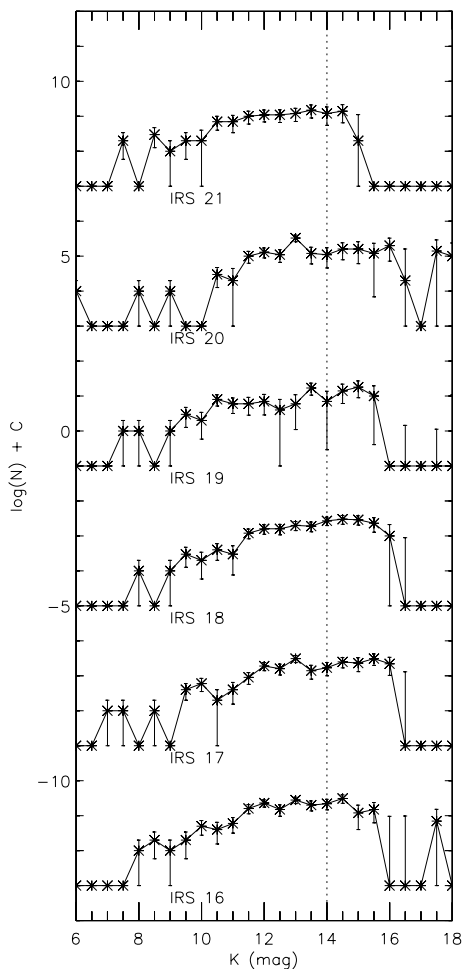 10
IRS 21
5
IRS 20
0
IRS 19
log(N) + C
-5
IRS 18
IRS 17
-10
IRS 16
6 8 10 12 14 16 18
K (mag)